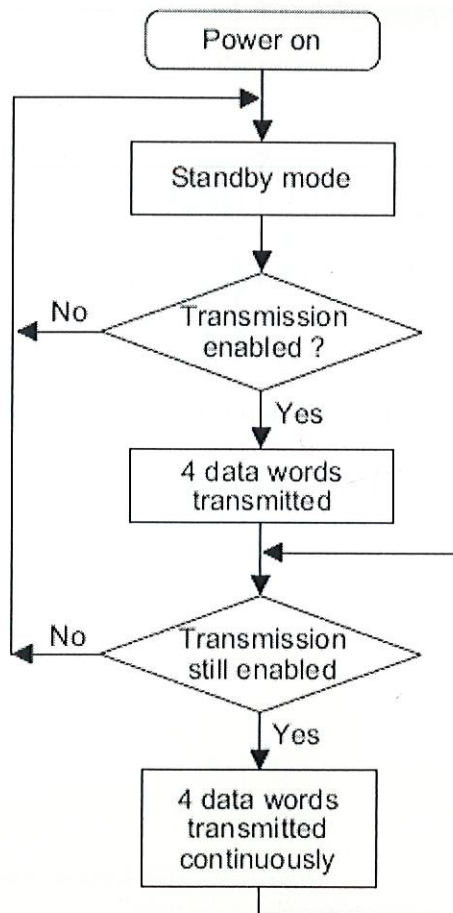 Power on
Standby mode
No
Transmission
enabled ?
Yes
4 data words
transmitted
No
Transmission
still enabled
Yes
4 data words
transmitted
continuously